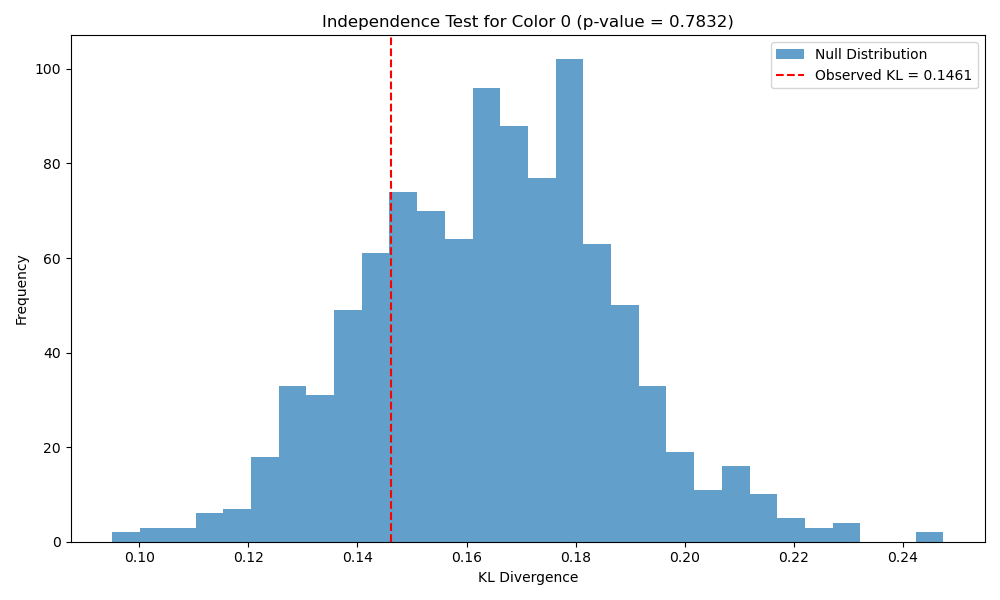 Independence Test for Color 0 (p-value = 0.7832)
Null Distribution
Observed KL = 0.1461
Frequency
100
80
60
40
20
0
0.10 0.12 0.14 0.16 0.18 0.20 0.22 0.24
KL Divergence